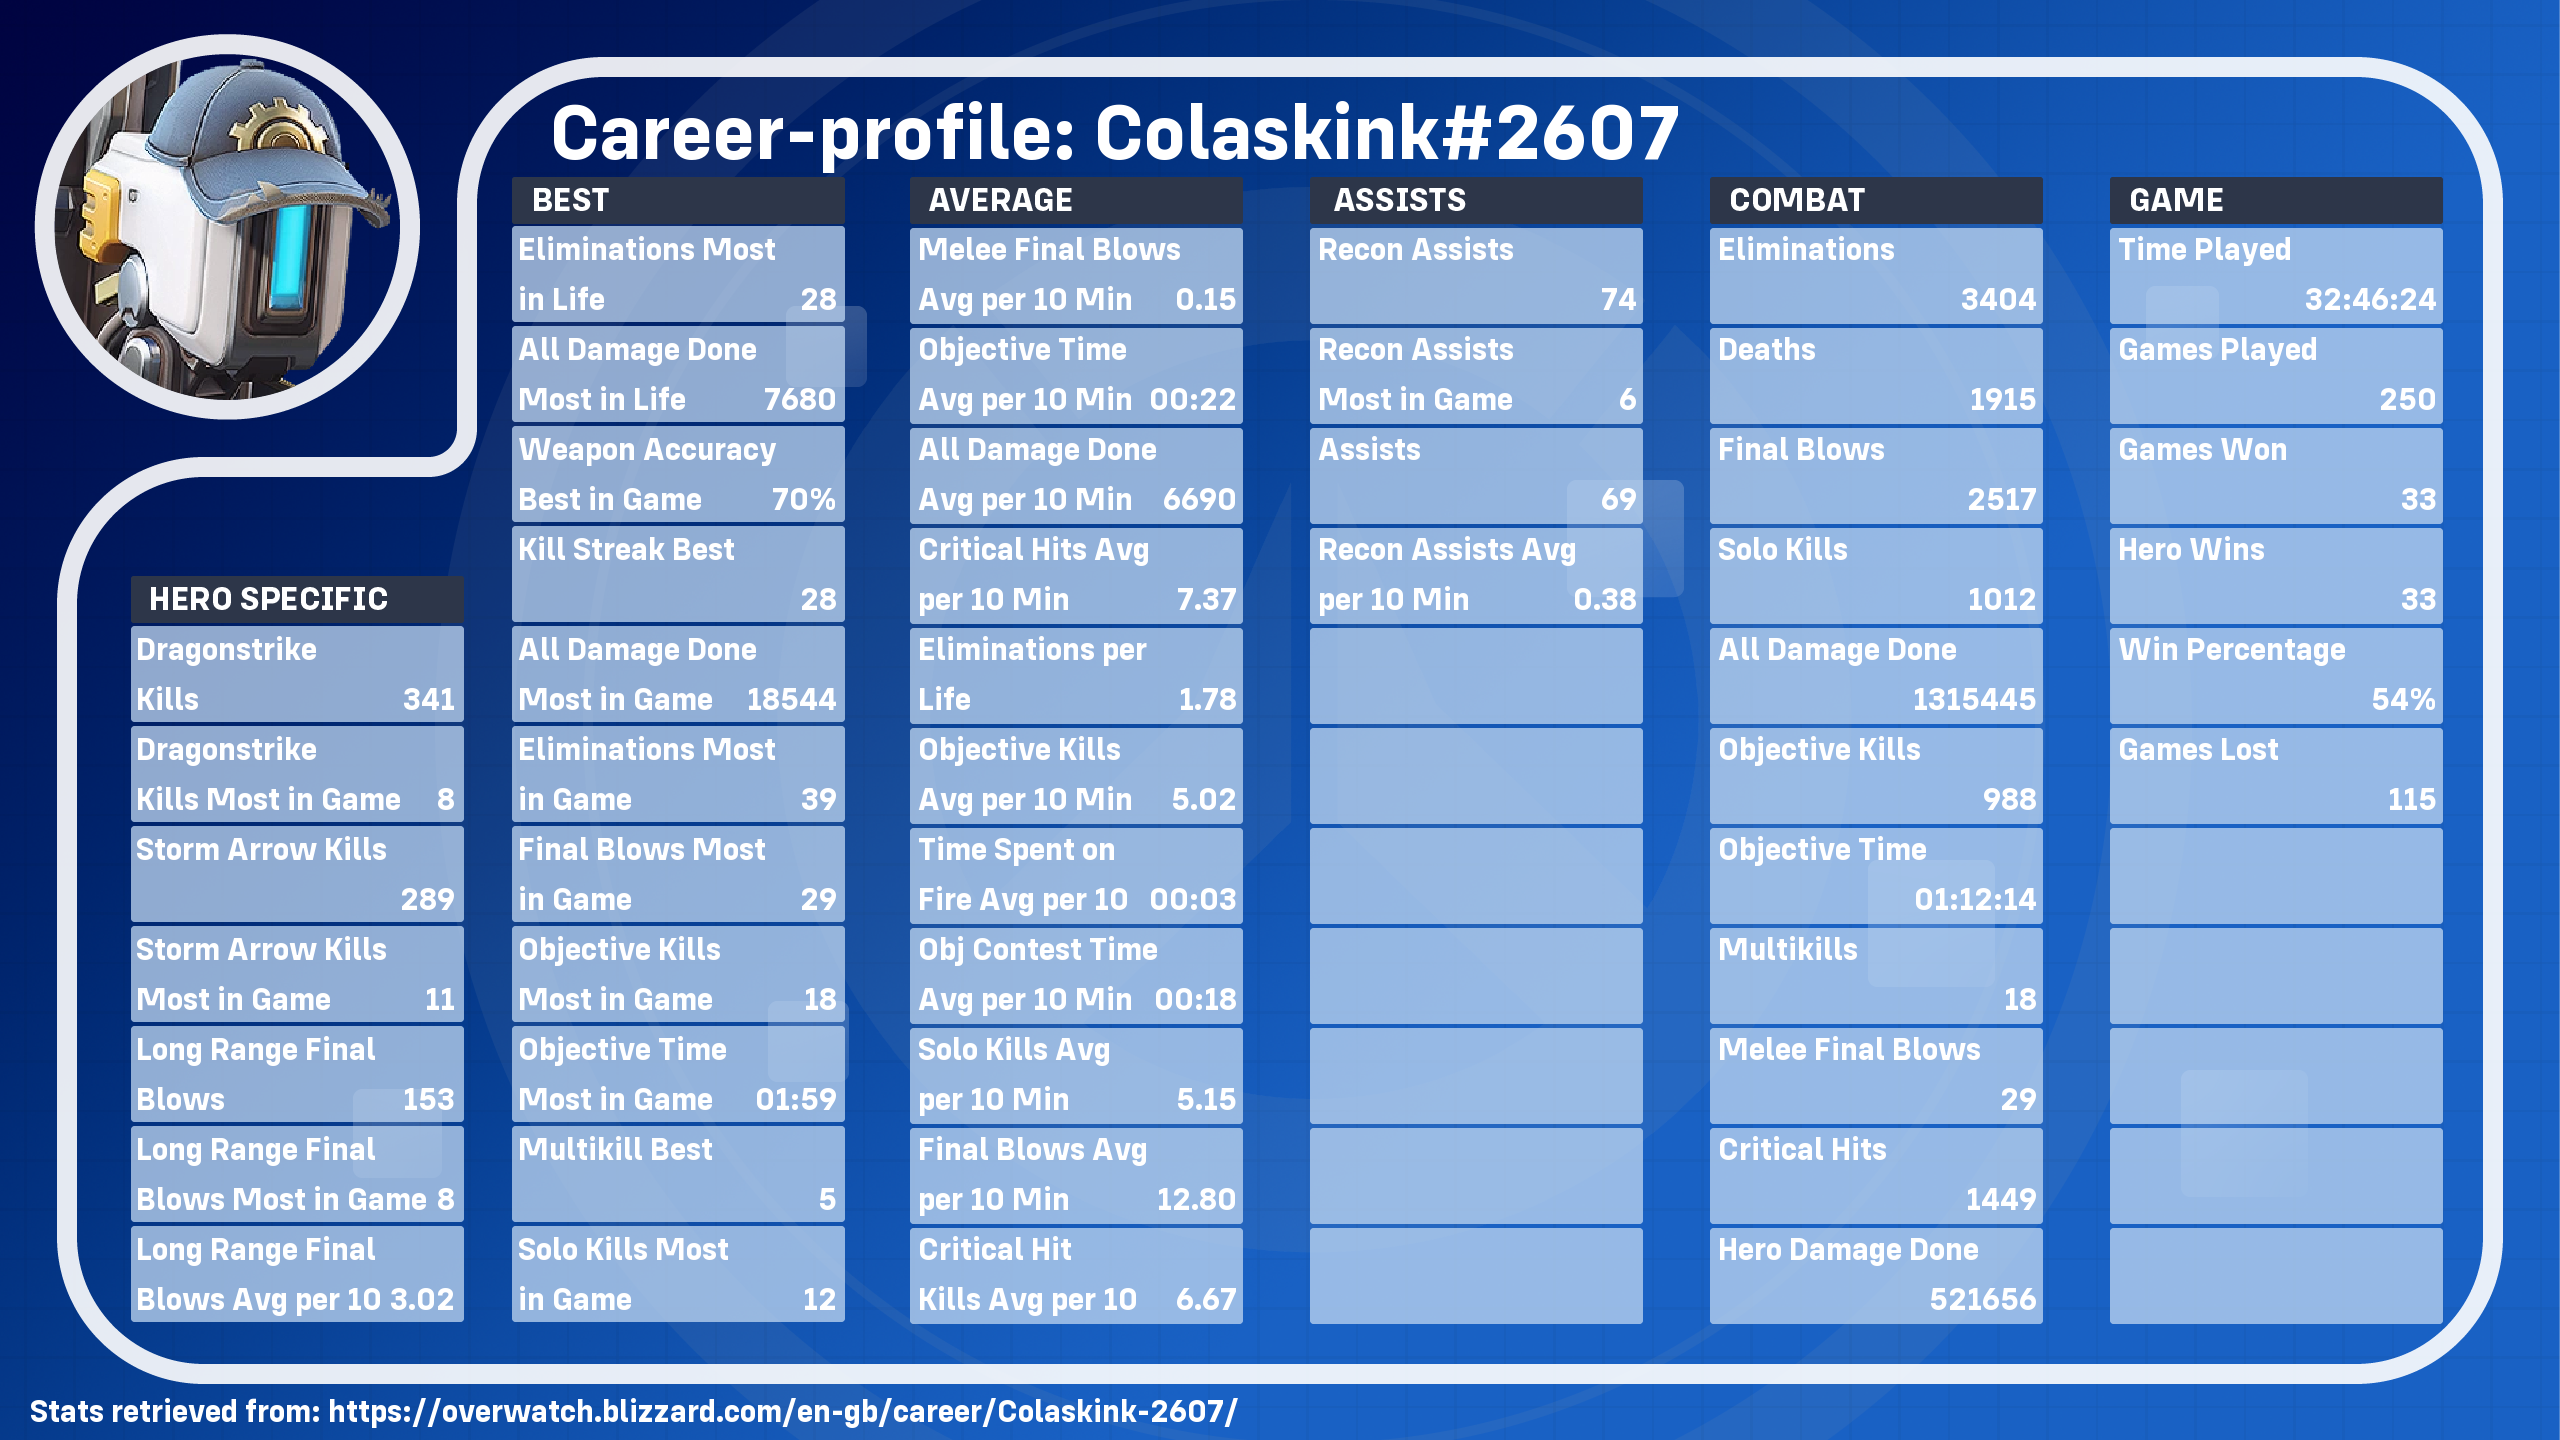 Career-profile: Colaskink#2607
HERO SPECIFIC
Dragonstrike
Kills 341
Dragonstrike
Kills Most in Game 8
Storm Arrow Kills
289
Storm Arrow Kills
Most in Game 11
Long Range Final
Blows 153
Long Range Final
Blows Most in Game 8
Long Range Final
Blows Avg per 10 3.02
BEST
Eliminations Most
in Life 28
All Damage Done
Most in Life 7680
Weapon Accuracy
Best in Game 70%
Kill Streak Best
28
All Damage Done
Most in Game 18544
Eliminations Most
in Game 39
Final Blows Most
in Game 29
Objective Kills
Most in Game 18
Objective Time
Most in Game 01:59
Multikill Best
5
Solo Kills Most
in Game 12
AVERAGE
Melee Final Blows
Avg per 10 Min 0.15
Objective Time
Avg per 10 Min 00:22
All Damage Done
Avg per 10 Min 6690
Critical Hits Avg
per 10 Min 7.37
Eliminations per
Life 1.78
Objective Kills
Avg per 10 Min 5.02
Time Spent on
Fire Avg per 10 00:03
Obj Contest Time
Avg per 10 Min 00:18
Solo Kills Avg
per 10 Min 5.15
Final Blows Avg
per 10 Min 12.80
Critical Hit
Kills Avg per 10 6.67
ASSISTS
Recon Assists
74
Recon Assists
Most in Game 6
Assists
69
Recon Assists Avg
per 10 Min 0.38
COMBAT
Eliminations
3404
Deaths
1915
Final Blows
2517
Solo Kills
1012
All Damage Done
1315445
Objective Kills
988
Objective Time
01:12:14
Multikills
18
Melee Final Blows
29
Critical Hits
1449
Hero Damage Done
521656
GAME
Time Played
32:46:24
Games Played
250
Games Won
33
Hero Wins
33
Win Percentage
54%
Games Lost
115
Stats retrieved from: https://overwatch.blizzard.com/en-gb/career/Colaskink-2607/